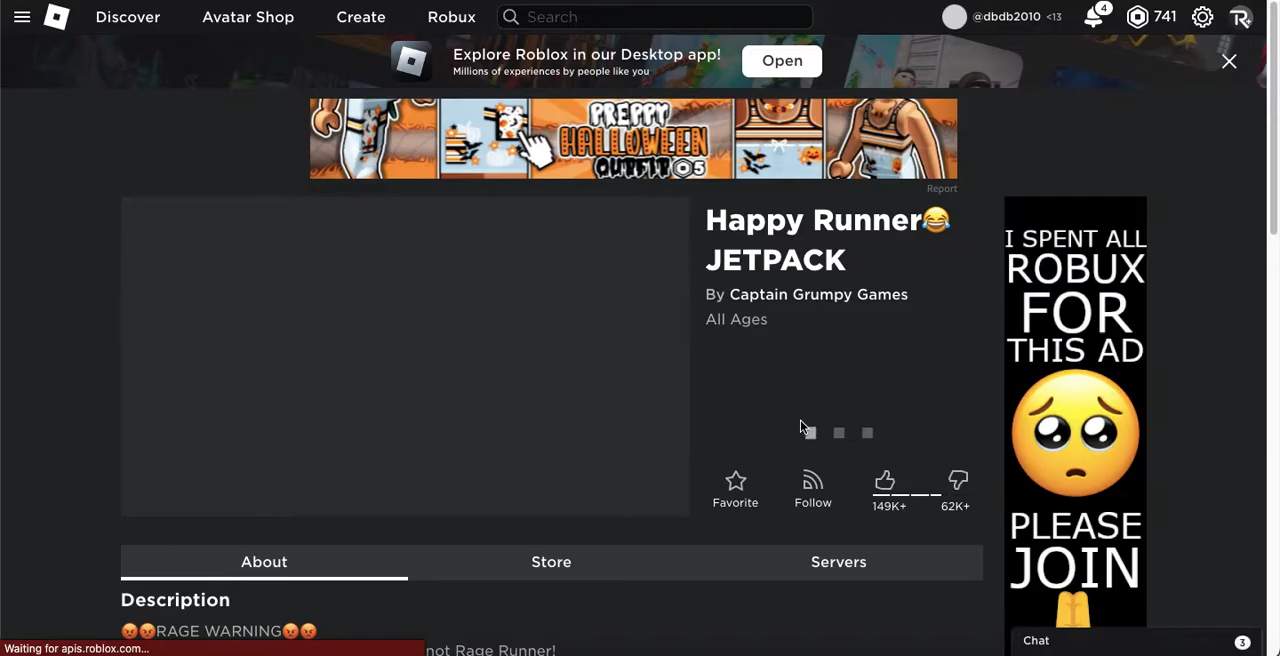 Discover Avatar Shop Create Robux Search @dbdb2010 <13 4 741 R+
Explore Roblox in our Desktop app!
Millions of experiences by people like you
Open
PREPPY
HALLOWEEN
OUTFIT 5
Report
Happy Runner😂
JETPACK
By Captain Grumpy Games
All Ages
Favorite Follow 149K+ 62K+
I SPENT ALL
ROBUX
FOR
THIS AD
PLEASE
JOIN
About Store Servers
Description
😡😡RAGE WARNING😡😡
not Rage Runner!
Waiting for apis.roblox.com...
Chat 3